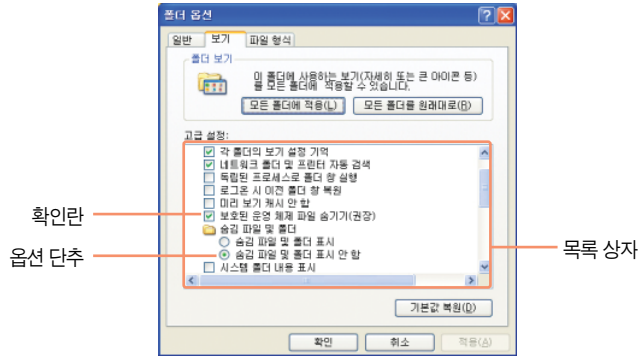 폴더 옵션
일반 보기 파일 형식
폴더 보기
이 폴더에 사용하는 보기(자세히 또는 큰 아이콘 등)
를 모든 폴더에 적용할 수 있습니다.
모든 폴더에 적용(L) 모든 폴더를 원래대로(R)
고급 설정:
각 폴더의 보기 설정 기억
네트워크 폴더 및 프린터 자동 검색
독립된 프로세스로 폴더 창 실행
로그온 시 이전 폴더 창 복원
미리 보기 캐시 안 함
보호된 운영 체제 파일 숨기기(권장)
숨김 파일 및 폴더
숨김 파일 및 폴더 표시
숨김 파일 및 폴더 표시 안 함
시스템 폴더 내용 표시
확인란
옵션 단추
목록 상자
기본값 복원(D)
확인 취소 적용(A)